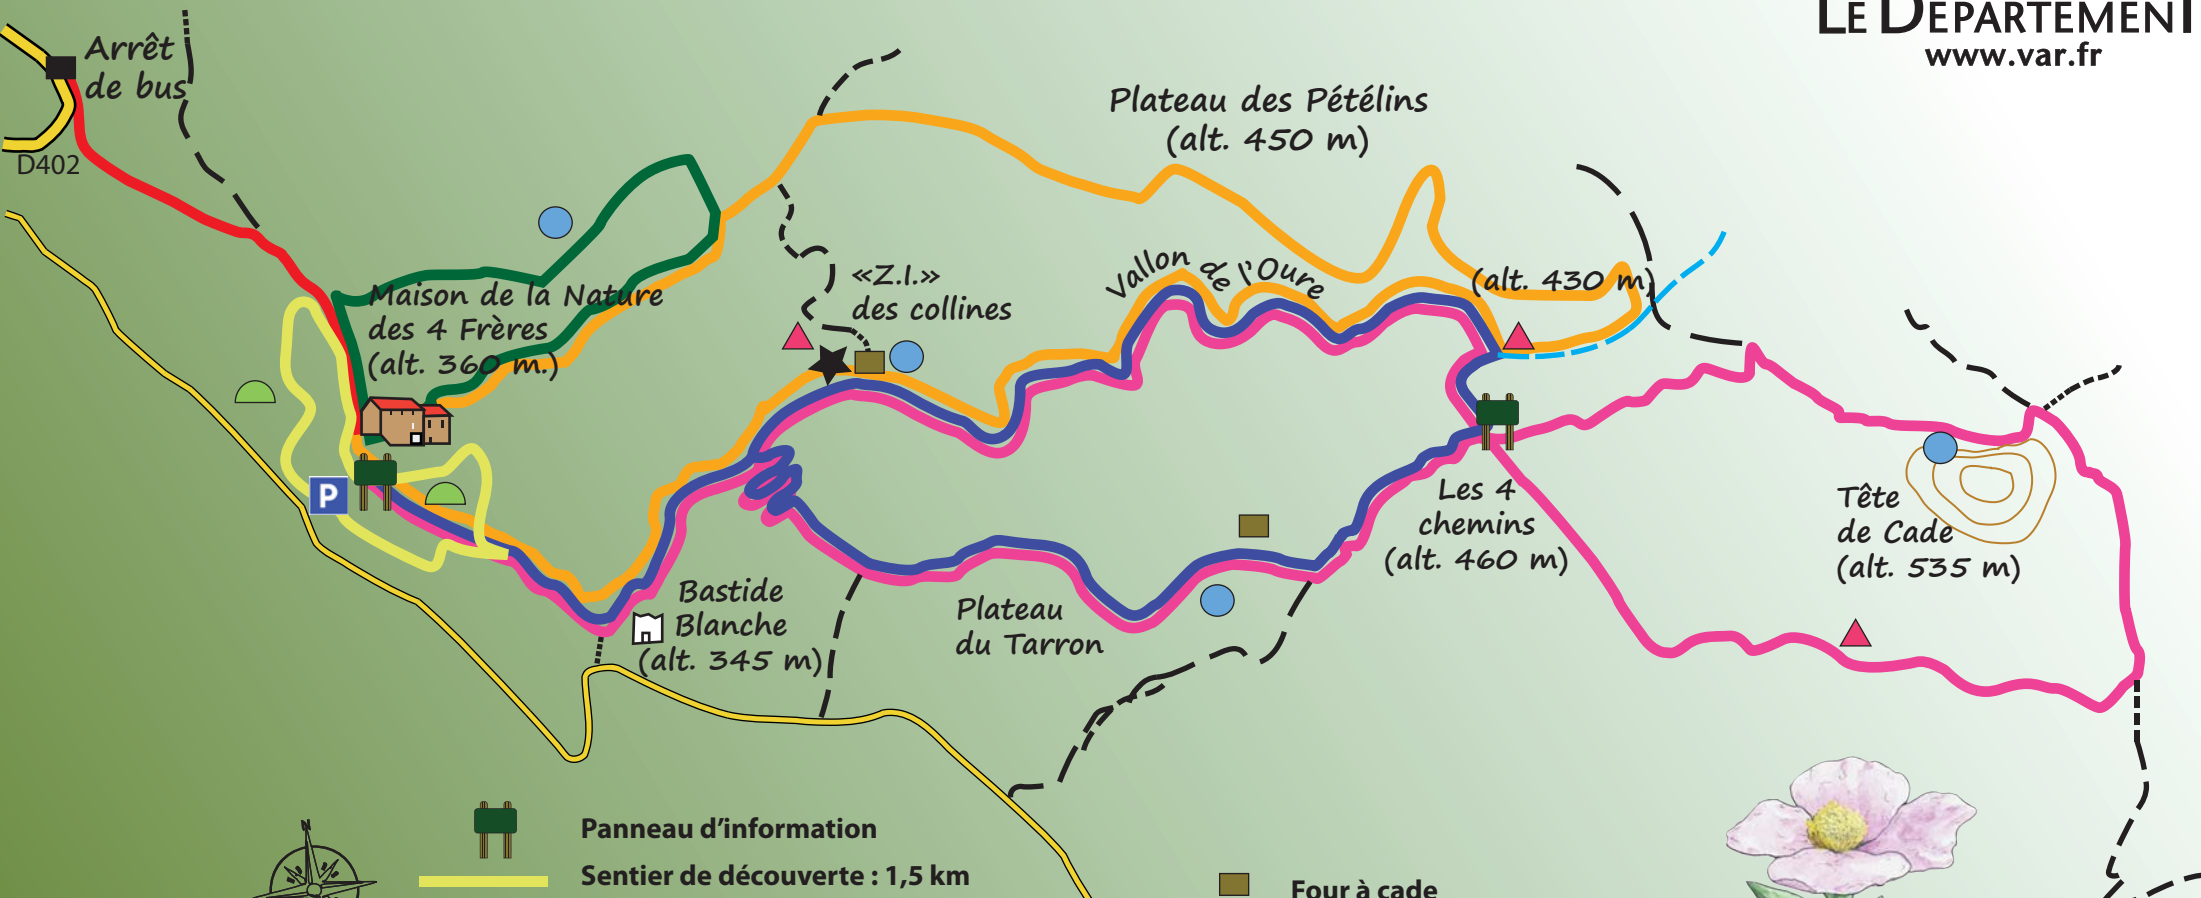 LE DÉPARTEMENT
www.var.fr
Arrêt
de bus
D402
Plateau des Pételins
(alt. 450 m)
Maison de la Nature
des 4 Frères
(alt. 360 m.)
«Z.I.»
des collines
Vallon de l'Oure
(alt. 430 m)
P
Les 4
chemins
(alt. 460 m)
Tête
de Cade
(alt. 535 m)
Bastide
Blanche
(alt. 345 m)
Plateau
du Tarron
N
Panneau d'information
Sentier de découverte : 1,5 km
Four à cade